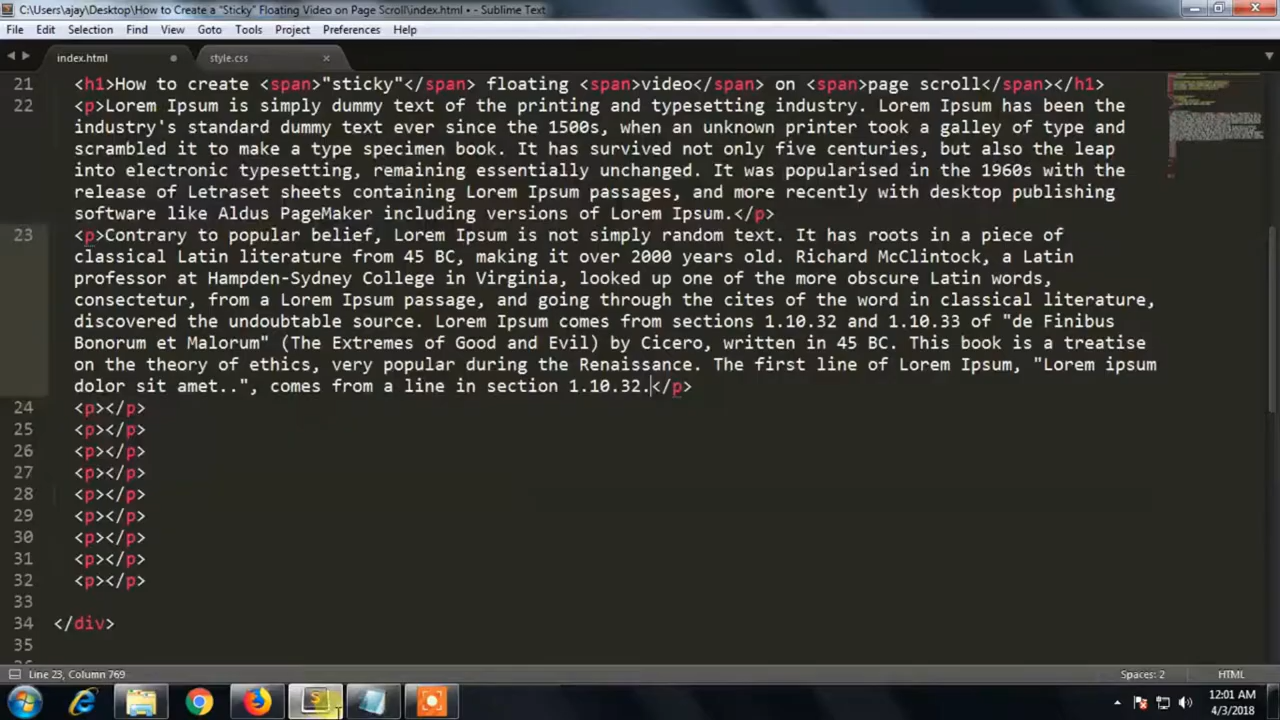 C:\Users\ajay\Desktop\How to Create a "Sticky" Floating Video on Page Scroll\index.html • - Sublime Text
File Edit Selection Find View Goto Tools Project Preferences Help
index.html style.css
21 <h1>How to create <span>"sticky"</span> floating <span>video</span> on <span>page scroll</span></h1>
22 <p>Lorem Ipsum is simply dummy text of the printing and typesetting industry. Lorem Ipsum has been the
industry's standard dummy text ever since the 1500s, when an unknown printer took a galley of type and
scrambled it to make a type specimen book. It has survived not only five centuries, but also the leap
into electronic typesetting, remaining essentially unchanged. It was popularised in the 1960s with the
release of Letraset sheets containing Lorem Ipsum passages, and more recently with desktop publishing
software like Aldus PageMaker including versions of Lorem Ipsum.</p>
23 <p>Contrary to popular belief, Lorem Ipsum is not simply random text. It has roots in a piece of
classical Latin literature from 45 BC, making it over 2000 years old. Richard McClintock, a Latin
professor at Hampden-Sydney College in Virginia, looked up one of the more obscure Latin words,
consectetur, from a Lorem Ipsum passage, and going through the cites of the word in classical literature,
discovered the undoubtable source. Lorem Ipsum comes from sections 1.10.32 and 1.10.33 of "de Finibus
Bonorum et Malorum" (The Extremes of Good and Evil) by Cicero, written in 45 BC. This book is a treatise
on the theory of ethics, very popular during the Renaissance. The first line of Lorem Ipsum, "Lorem ipsum
dolor sit amet..", comes from a line in section 1.10.32.</p>
24 <p></p>
25 <p></p>
26 <p></p>
27 <p></p>
28 <p></p>
29 <p></p>
30 <p></p>
31 <p></p>
32 <p></p>
33
34 </div>
35
Line 23, Column 769 Spaces: 2 HTML
12:01 AM
4/3/2018